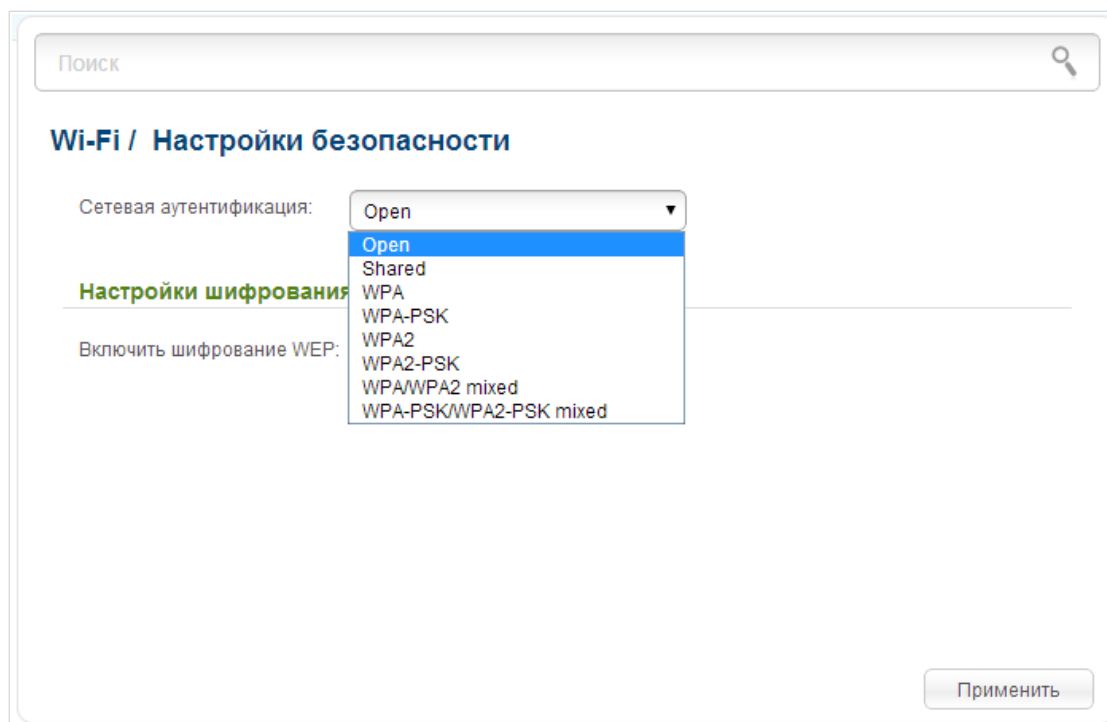 Поиск
Wi-Fi / Настройки безопасности
Сетевая аутентификация:
Open
Open
Shared
WPA
WPA-PSK
WPA2
WPA2-PSK
WPA/WPA2 mixed
WPA-PSK/WPA2-PSK mixed
Настройки шифрования
Включить шифрование WEP:
Применить